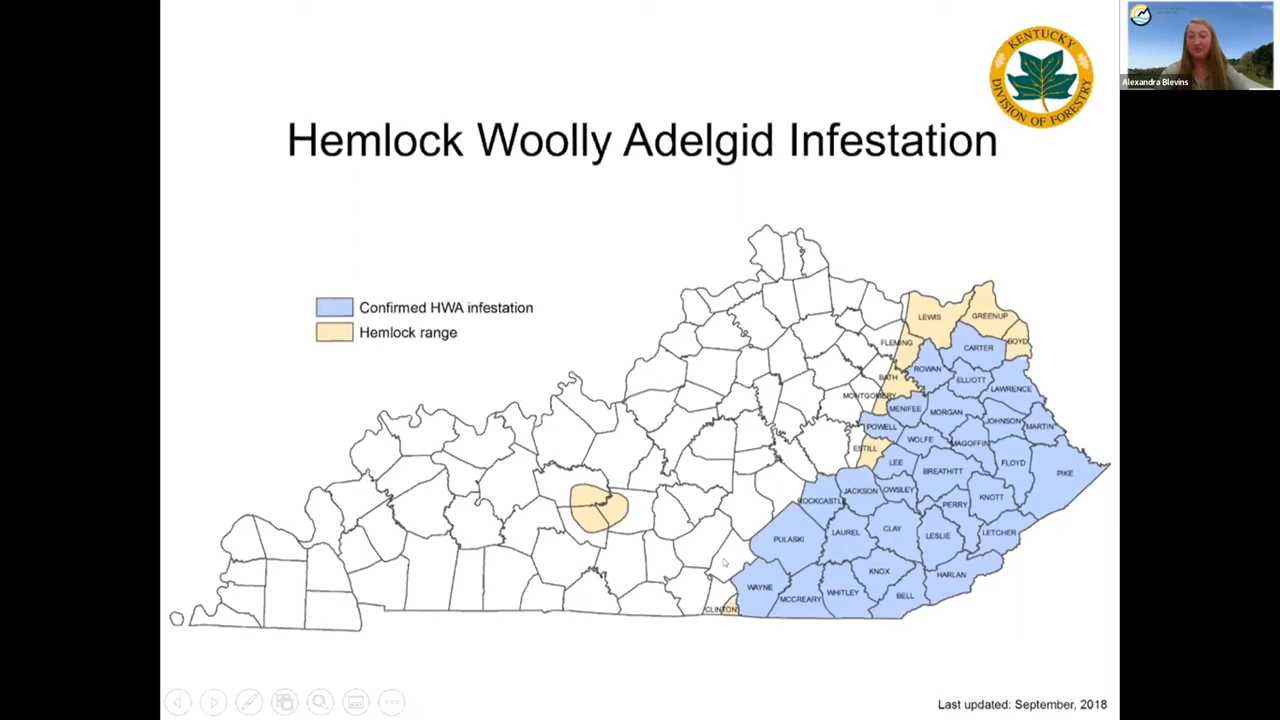 KENTUCKY
DIVISION OF FORESTRY
Alexandra Blevins
Hemlock Woolly Adelgid Infestation
Confirmed HWA infestation
Hemlock range
LEWIS
GREENUP
FLEMING
CARTER
BOYD
ROWAN
BATH
ELLIOTT
LAWRENCE
MONTGOMERY
MENIFEE
MORGAN
JOHNSON
MARTIN
POWELL
WOLFE
MAGOFFIN
ESTILL
LEE
BREATHITT
FLOYD
PIKE
ROCKCASTLE
JACKSON
OWSLEY
PERRY
KNOTT
PULASKI
LAUREL
CLAY
LESLIE
LETCHER
KNOX
HARLAN
WAYNE
MCCREARY
WHITLEY
BELL
CLINTON
Last updated: September, 2018